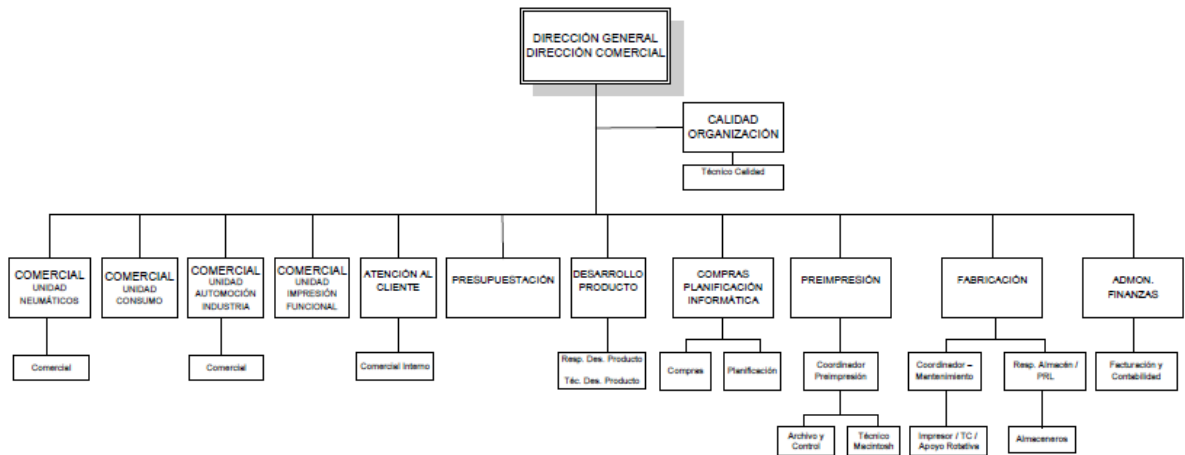 DIRECCIÓN GENERAL
DIRECCIÓN COMERCIAL
CALIDAD
ORGANIZACIÓN
Técnico Calidad
COMERCIAL
UNIDAD
NEUMÁTICOS
COMERCIAL
UNIDAD
CONSUMO
COMERCIAL
UNIDAD
AUTOMOCIÓN
INDUSTRIA
COMERCIAL
UNIDAD
IMPRESIÓN
FUNCIONAL
ATENCIÓN AL
CLIENTE
PRESUPUESTACIÓN
DESARROLLO
PRODUCTO
COMPRAS
PLANIFICACIÓN
INFORMÁTICA
PREIMPRESIÓN
FABRICACIÓN
ADMON.
FINANZAS
Comercial
Comercial
Comercial Interno
Resp. Des. Producto
Téc. Des. Producto
Compras
Planificación
Coordinador
Preimpresión
Coordinador –
Mantenimiento
Resp. Almacén /
PRL
Facturación y
Contabilidad
Archivo y
Control
Técnico
Macintosh
Impresor / TC /
Apoyo Rotativa
Almaceneros